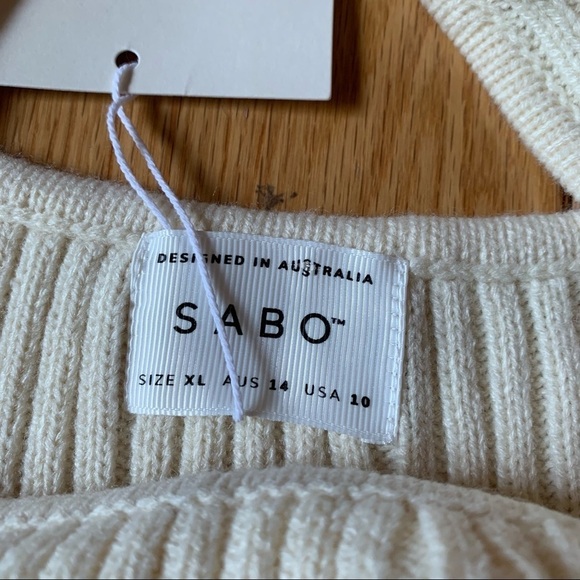 DESIGNED IN AUSTRALIA
SABO™
SIZE XL AUS 14 USA 10